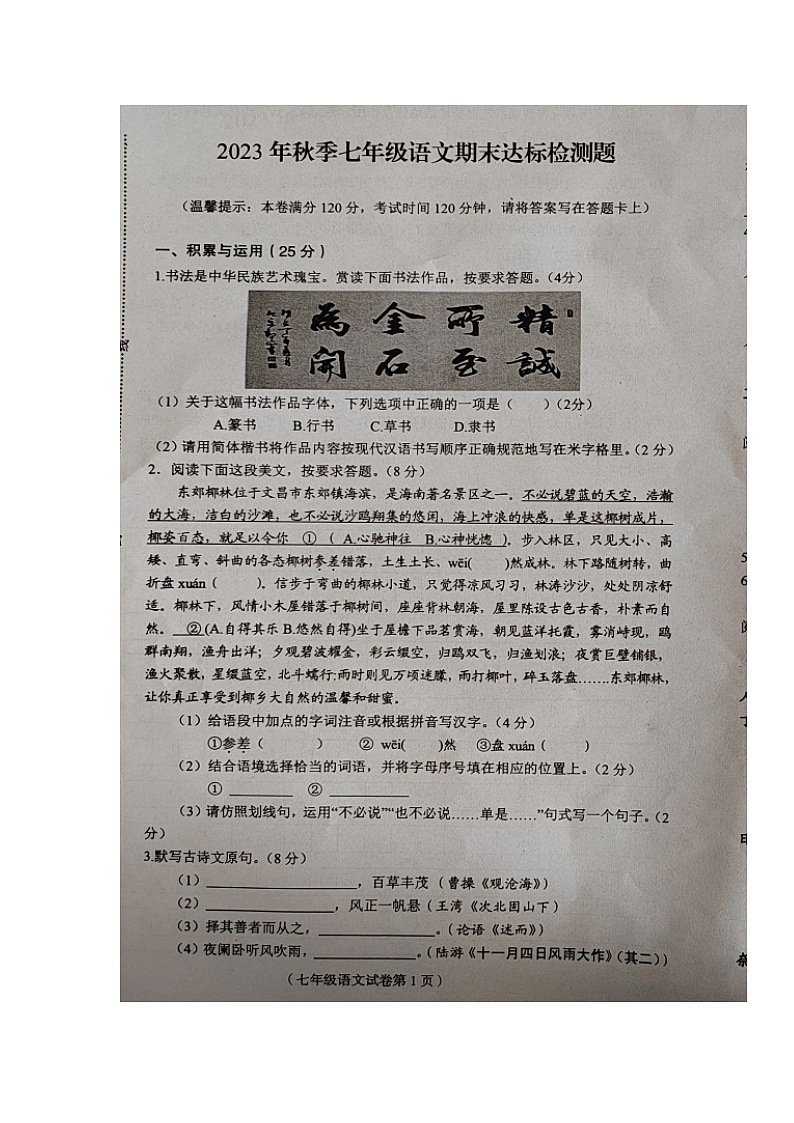 2023 年秋季七年级语文期末达标检测题
(温馨提示：本卷满分 120 分，考试时间 120 分钟，请将答案写在答题卡上)
一、积累与运用(25 分)
1.书法是中华民族艺术瑰宝。赏读下面书法作品，按要求答题。(4分)
精誠
所至
金石
為開
(1) 关于这幅书法作品字体，下列选项中正确的一项是 (      ) (2分)
A.篆书 B.行书 C.草书 D.隶书
(2) 请用简体楷书将作品内容按现代汉语书写顺序正确规范地写在米字格里。(2 分)
2. 阅读下面这段美文，按要求答题。(8 分)
东郊椰林位于文昌市东郊镇海滨，是海南著名景区之一。不必说碧蓝的天空，浩瀚
的大海，洁白的沙滩，也不必说沙鸥翔集的悠闲，海上冲浪的快感，单是这椰树成片，
椰姿百态，就足以令你 ① ( A.心驰神往 B.心神恍惚 )。步入林区，只见大小、高
矮、直弯、斜曲的各态椰树参差错落，土生土长、wēi(      )然成林。林下路随树转，曲
折盘 xuán (      )。信步于弯曲的椰林小道，只觉得凉风习习，林涛沙沙，处处阴凉舒
适。椰林下，风情小木屋错落于椰树间，座座背林朝海，屋里陈设古色古香，朴素而自
然。 ② (A.自得其乐 B.悠然自得)坐于屋檐下品茗赏海，朝见蓝洋托霞，雾消峙现，鸥
群南翔，渔舟出洋；夕观碧波耀金，彩云缀空，归鸥双飞，归渔划浪；夜赏巨壁铺银，
渔火聚散，星缀蓝空，北斗蠕行;雨时则见万顷迷朦，雨打椰叶，碎玉落盘…….东郊椰林，
让你真正享受到椰乡大自然的温馨和甜蜜。
(1) 给语段中加点的字词注音或根据拼音写汉字。(4 分)
①参差 (        ) ② wēi(      )然 ③盘 xuán (      )
(2) 结合语境选择恰当的词语，并将字母序号填在相应的位置上。(2 分)
① ________ ② __________
(3) 请仿照划线句，运用“不必说”“也不必说……单是……”句式写一个句子。(2
分)
3.默写古诗文原句。(8 分)
(1) ____________________，百草丰茂 (曹操《观沧海》)
(2) _________________，风正一帆悬 (王湾《次北固山下)
(3) 择其善者而从之，_______________。(论语《述而》)
(4) 夜阑卧听风吹雨，_____________。(陆游《十一月四日风雨大作》(其二))
(七年级语文试卷第 1 页)